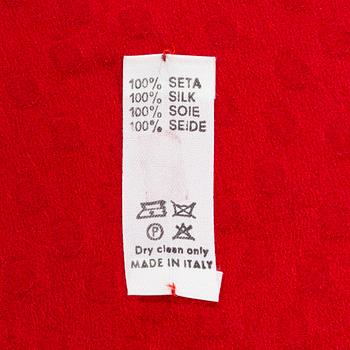 100% SETA
100% SILK
100% SOIE
100% SEIDE
P
Dry clean only
MADE IN ITALY